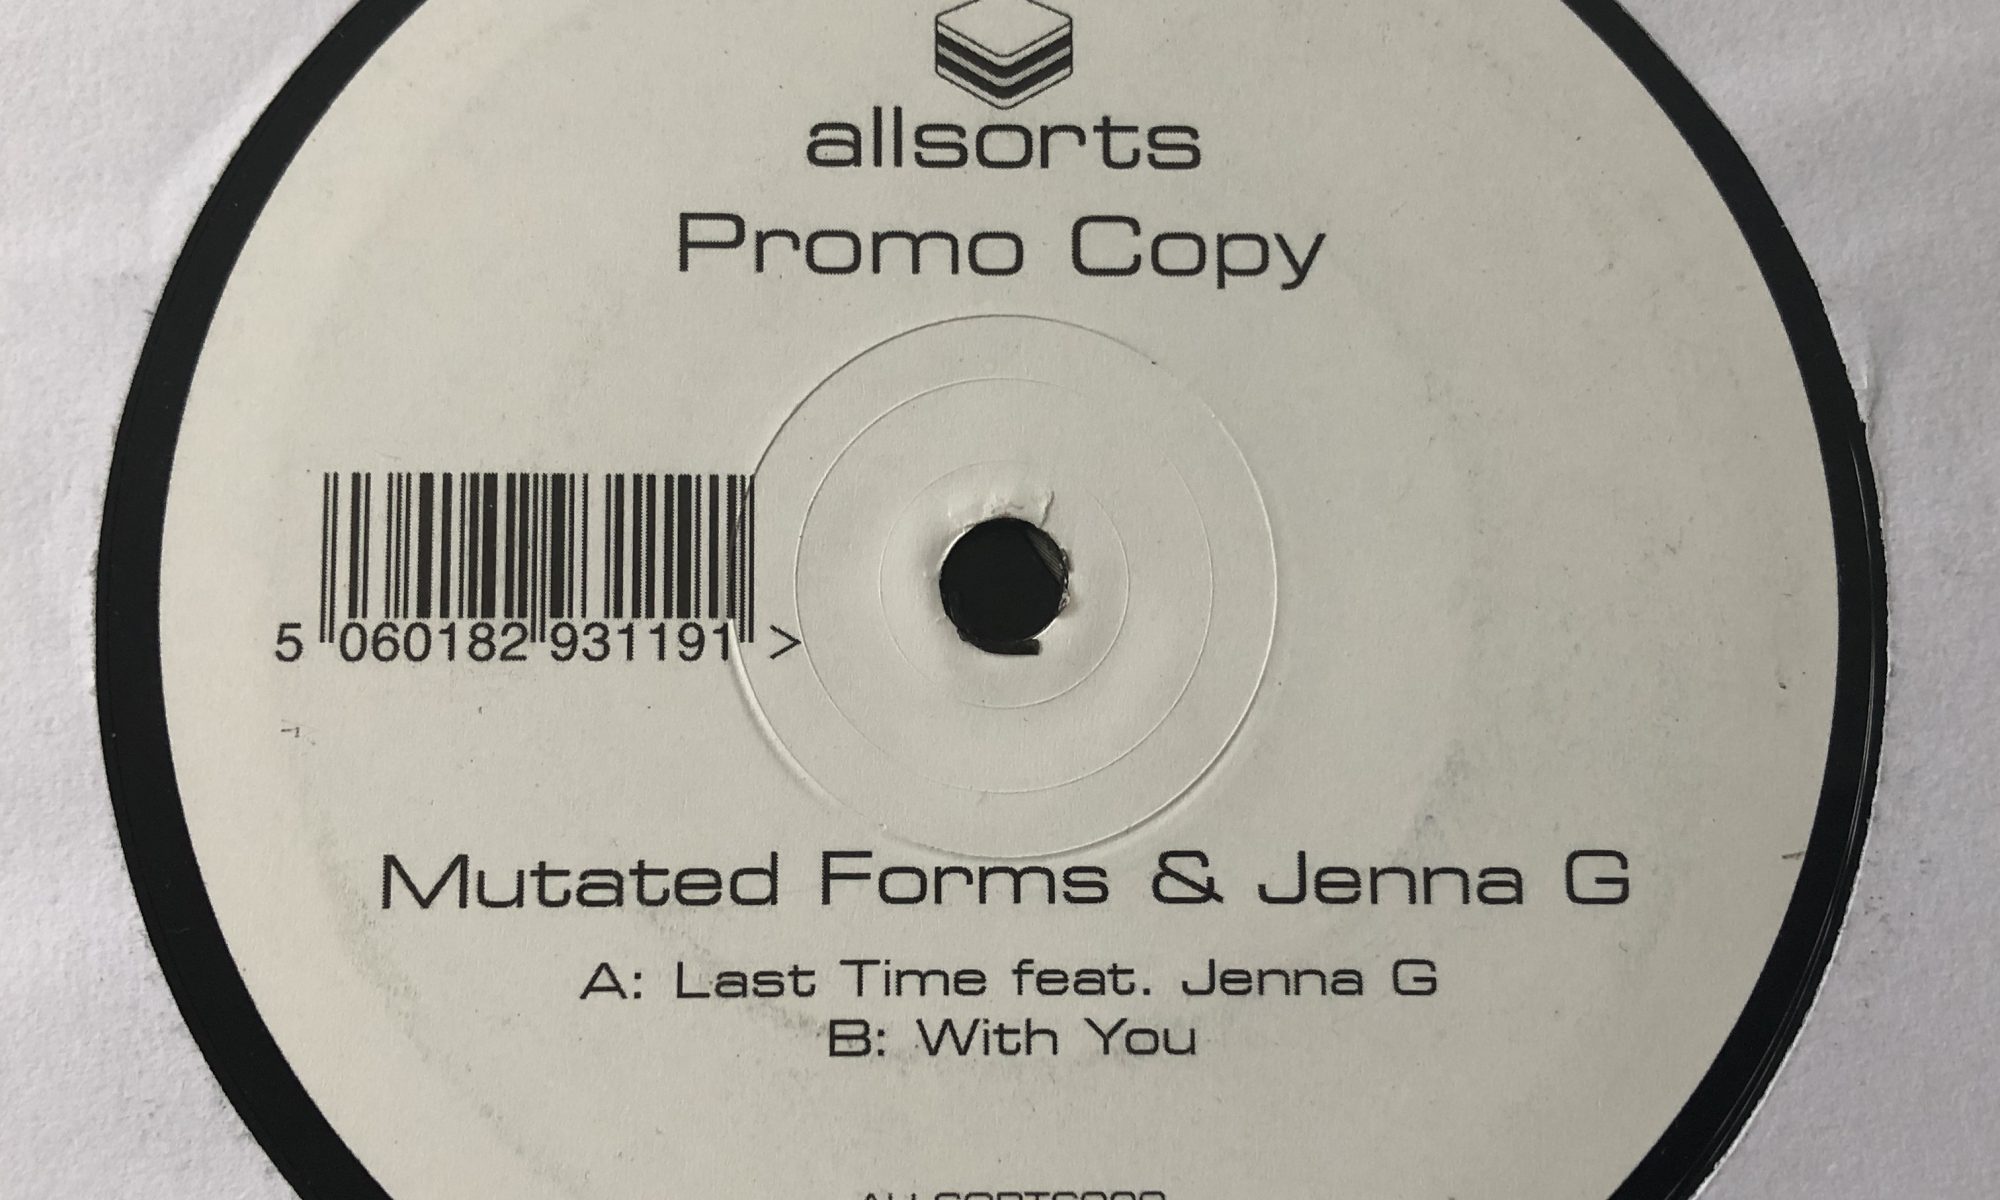 allsorts
Promo Copy
5 060182 931191 >
Mutated Forms & Jenna G
A: Last Time feat. Jenna G
B: With You